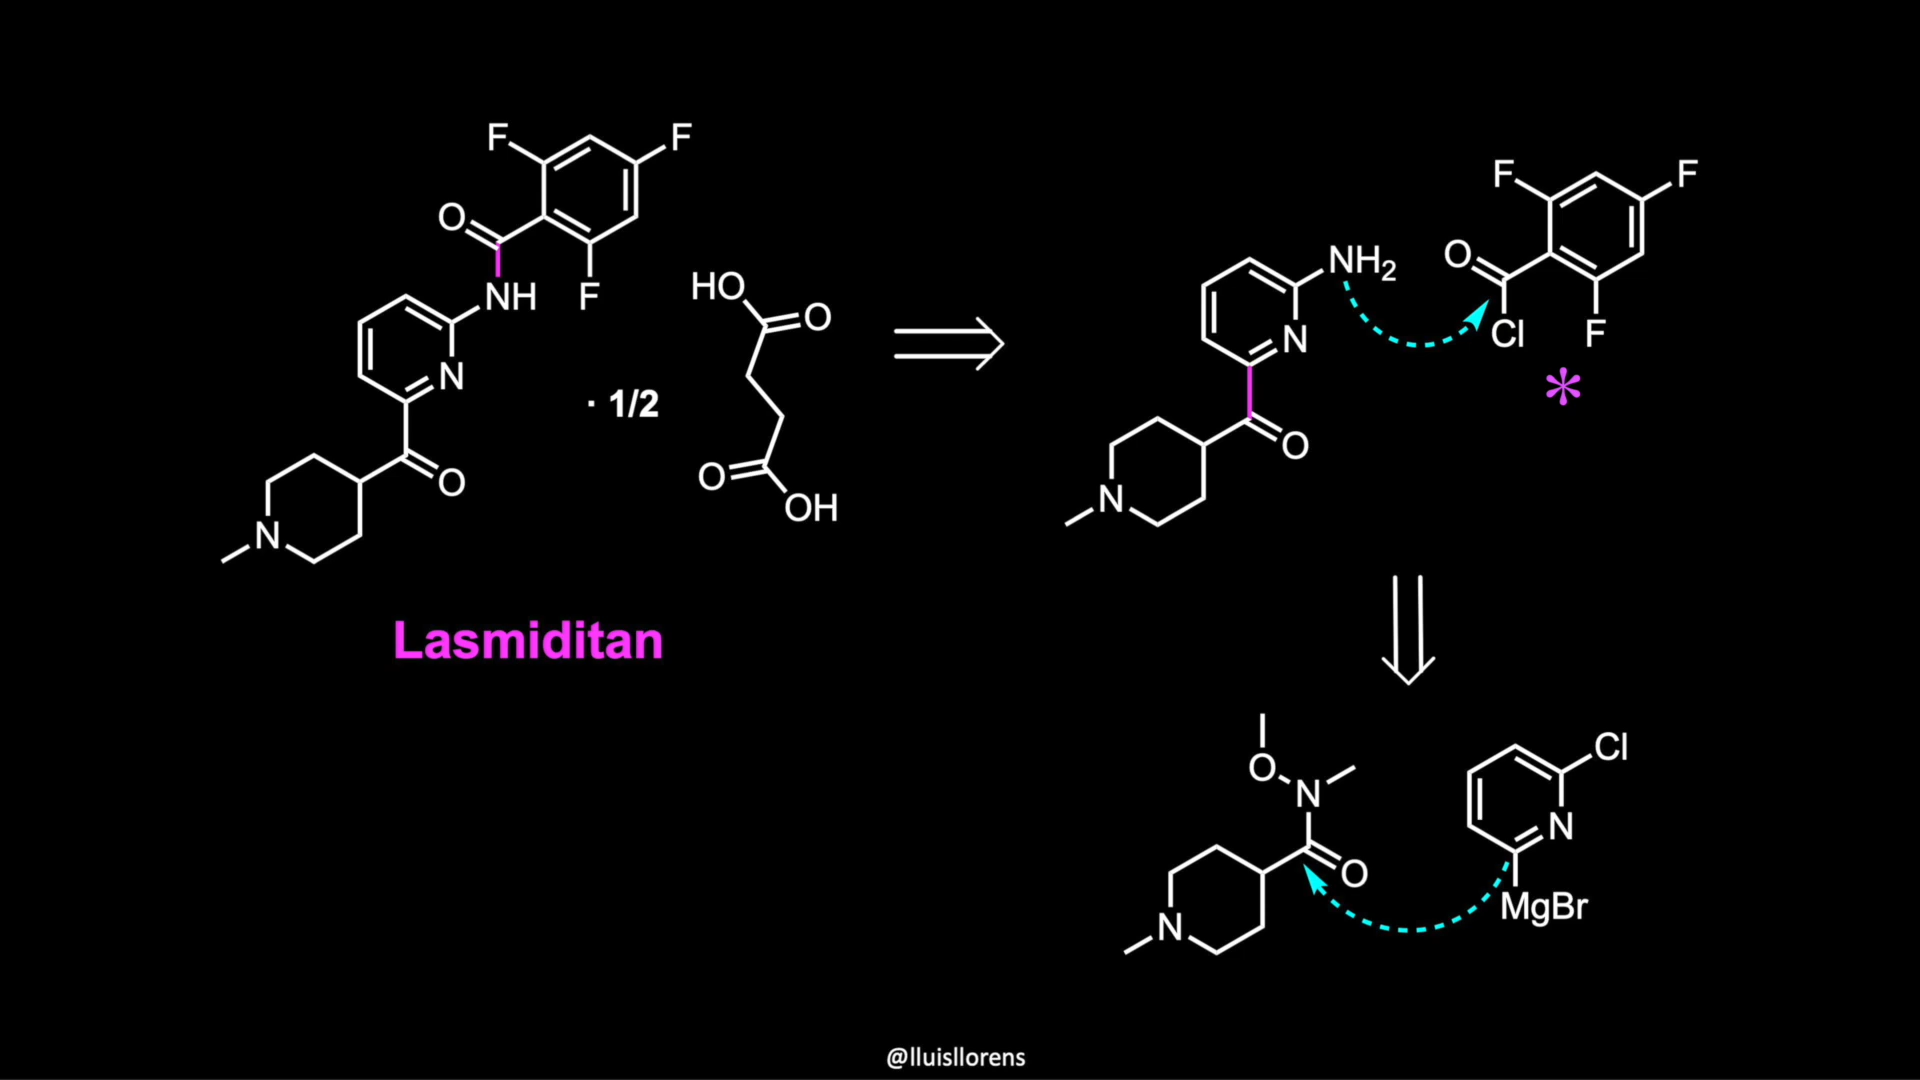 F
F
O
NH
F
N
O
N
· 1/2
HO
O
O
OH
Lasmiditan
NH2
N
O
N
F
F
O
Cl
F
*
O
N
O
N
Cl
N
MgBr
@lluisllorens